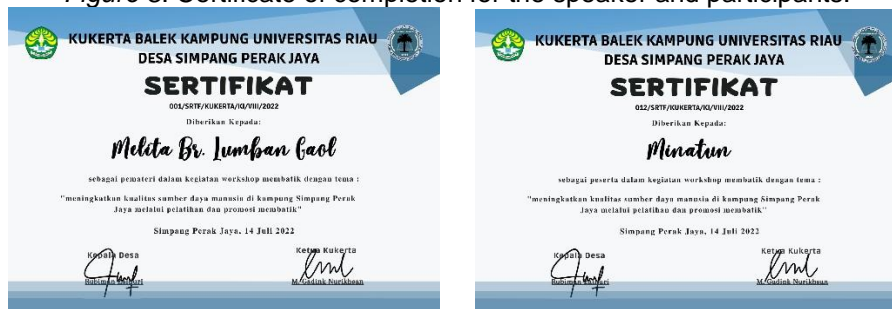 Certificate of completion for the speaker and participants.
KUKERTA BALEK KAMPUNG UNIVERSITAS RIAU
DESA SIMPANG PERAK JAYA
SERTIFIKAT
001/SRTF/KUKERTA/KI/VIII/2022
Diberikan Kepada:
Melita Br. Lumban Gaol
sebagai pemateri dalam kegiatan workshop membatik dengan tema :
"meningkatkan kualitas sumber daya manusia di kampung Simpang Perak
Jaya melalui pelatihan dan promosi membatik"
Simpang Perak Jaya, 14 Juli 2022
Kepala Desa
Ketua Kukerta
M. Gadink Nurikhsan
KUKERTA BALEK KAMPUNG UNIVERSITAS RIAU
DESA SIMPANG PERAK JAYA
SERTIFIKAT
012/SRTF/KUKERTA/KI/VIII/2022
Diberikan Kepada:
Minatun
sebagai peserta dalam kegiatan workshop membatik dengan tema :
"meningkatkan kualitas sumber daya manusia di kampung Simpang Perak
Jaya melalui pelatihan dan promosi membatik"
Simpang Perak Jaya, 14 Juli 2022
Kepala Desa
Ketua Kukerta
M. Gadink Nurikhsan